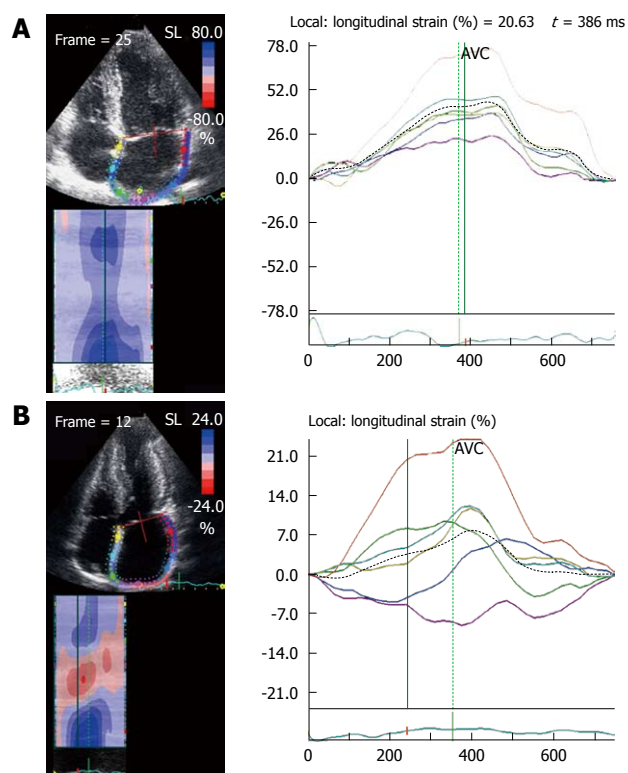 A
Frame = 25
SL
80.0
80.0
%
Local: longitudinal strain (%) = 20.63 t = 386 ms
AVC
78.0
52.0
26.0
0.0
-26.0
-52.0
-78.0
0
200
400
600
B
Frame = 12
SL
24.0
-24.0
%
Local: longitudinal strain (%)
AVC
21.0
14.0
7.0
0.0
-7.0
-14.0
-21.0
0
200
400
600